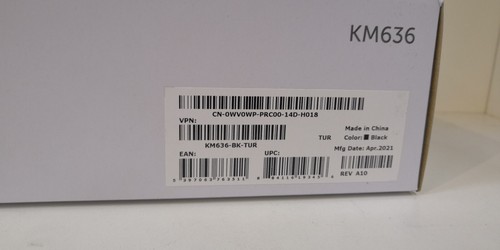 KM636
CN-0WV0WP-PRC00-14D-H018
VPN:
KM636-BK-TUR
TUR
Made in China
Color: Black
Mfg Date: Apr.2021
EAN:
UPC:
REV A10